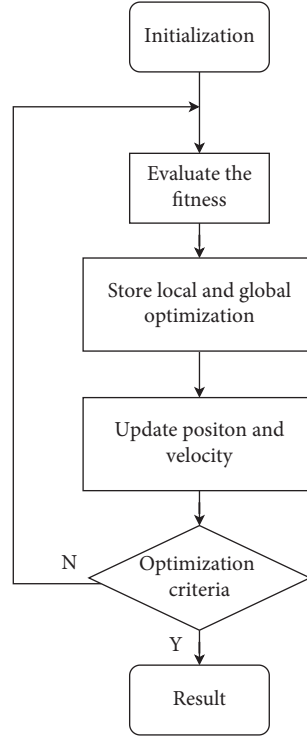 Initialization
Evaluate the
fitness
Store local and global
optimization
Update positon and
velocity
N
Optimization
criteria
Y
Result